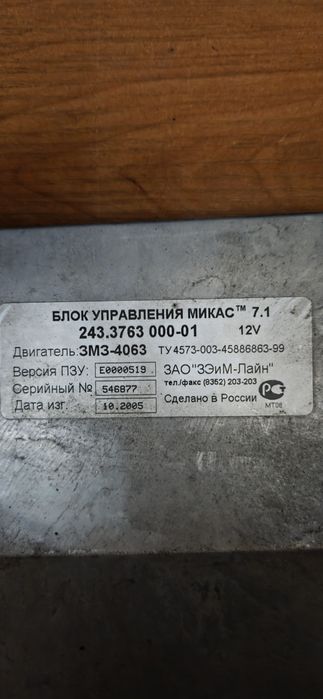 БЛОК УПРАВЛЕНИЯ МИКАС™ 7.1
243.3763 000-01 12V
Двигатель: ЗМЗ-4063 ТУ 4573-003-45886863-99
Версия ПЗУ: E0000519 ЗАО"ЗЭиМ-Лайн"
тел./факс (8352) 203-203
Серийный № 546877
Дата изг. 10.2005 Сделано в России
МТ08